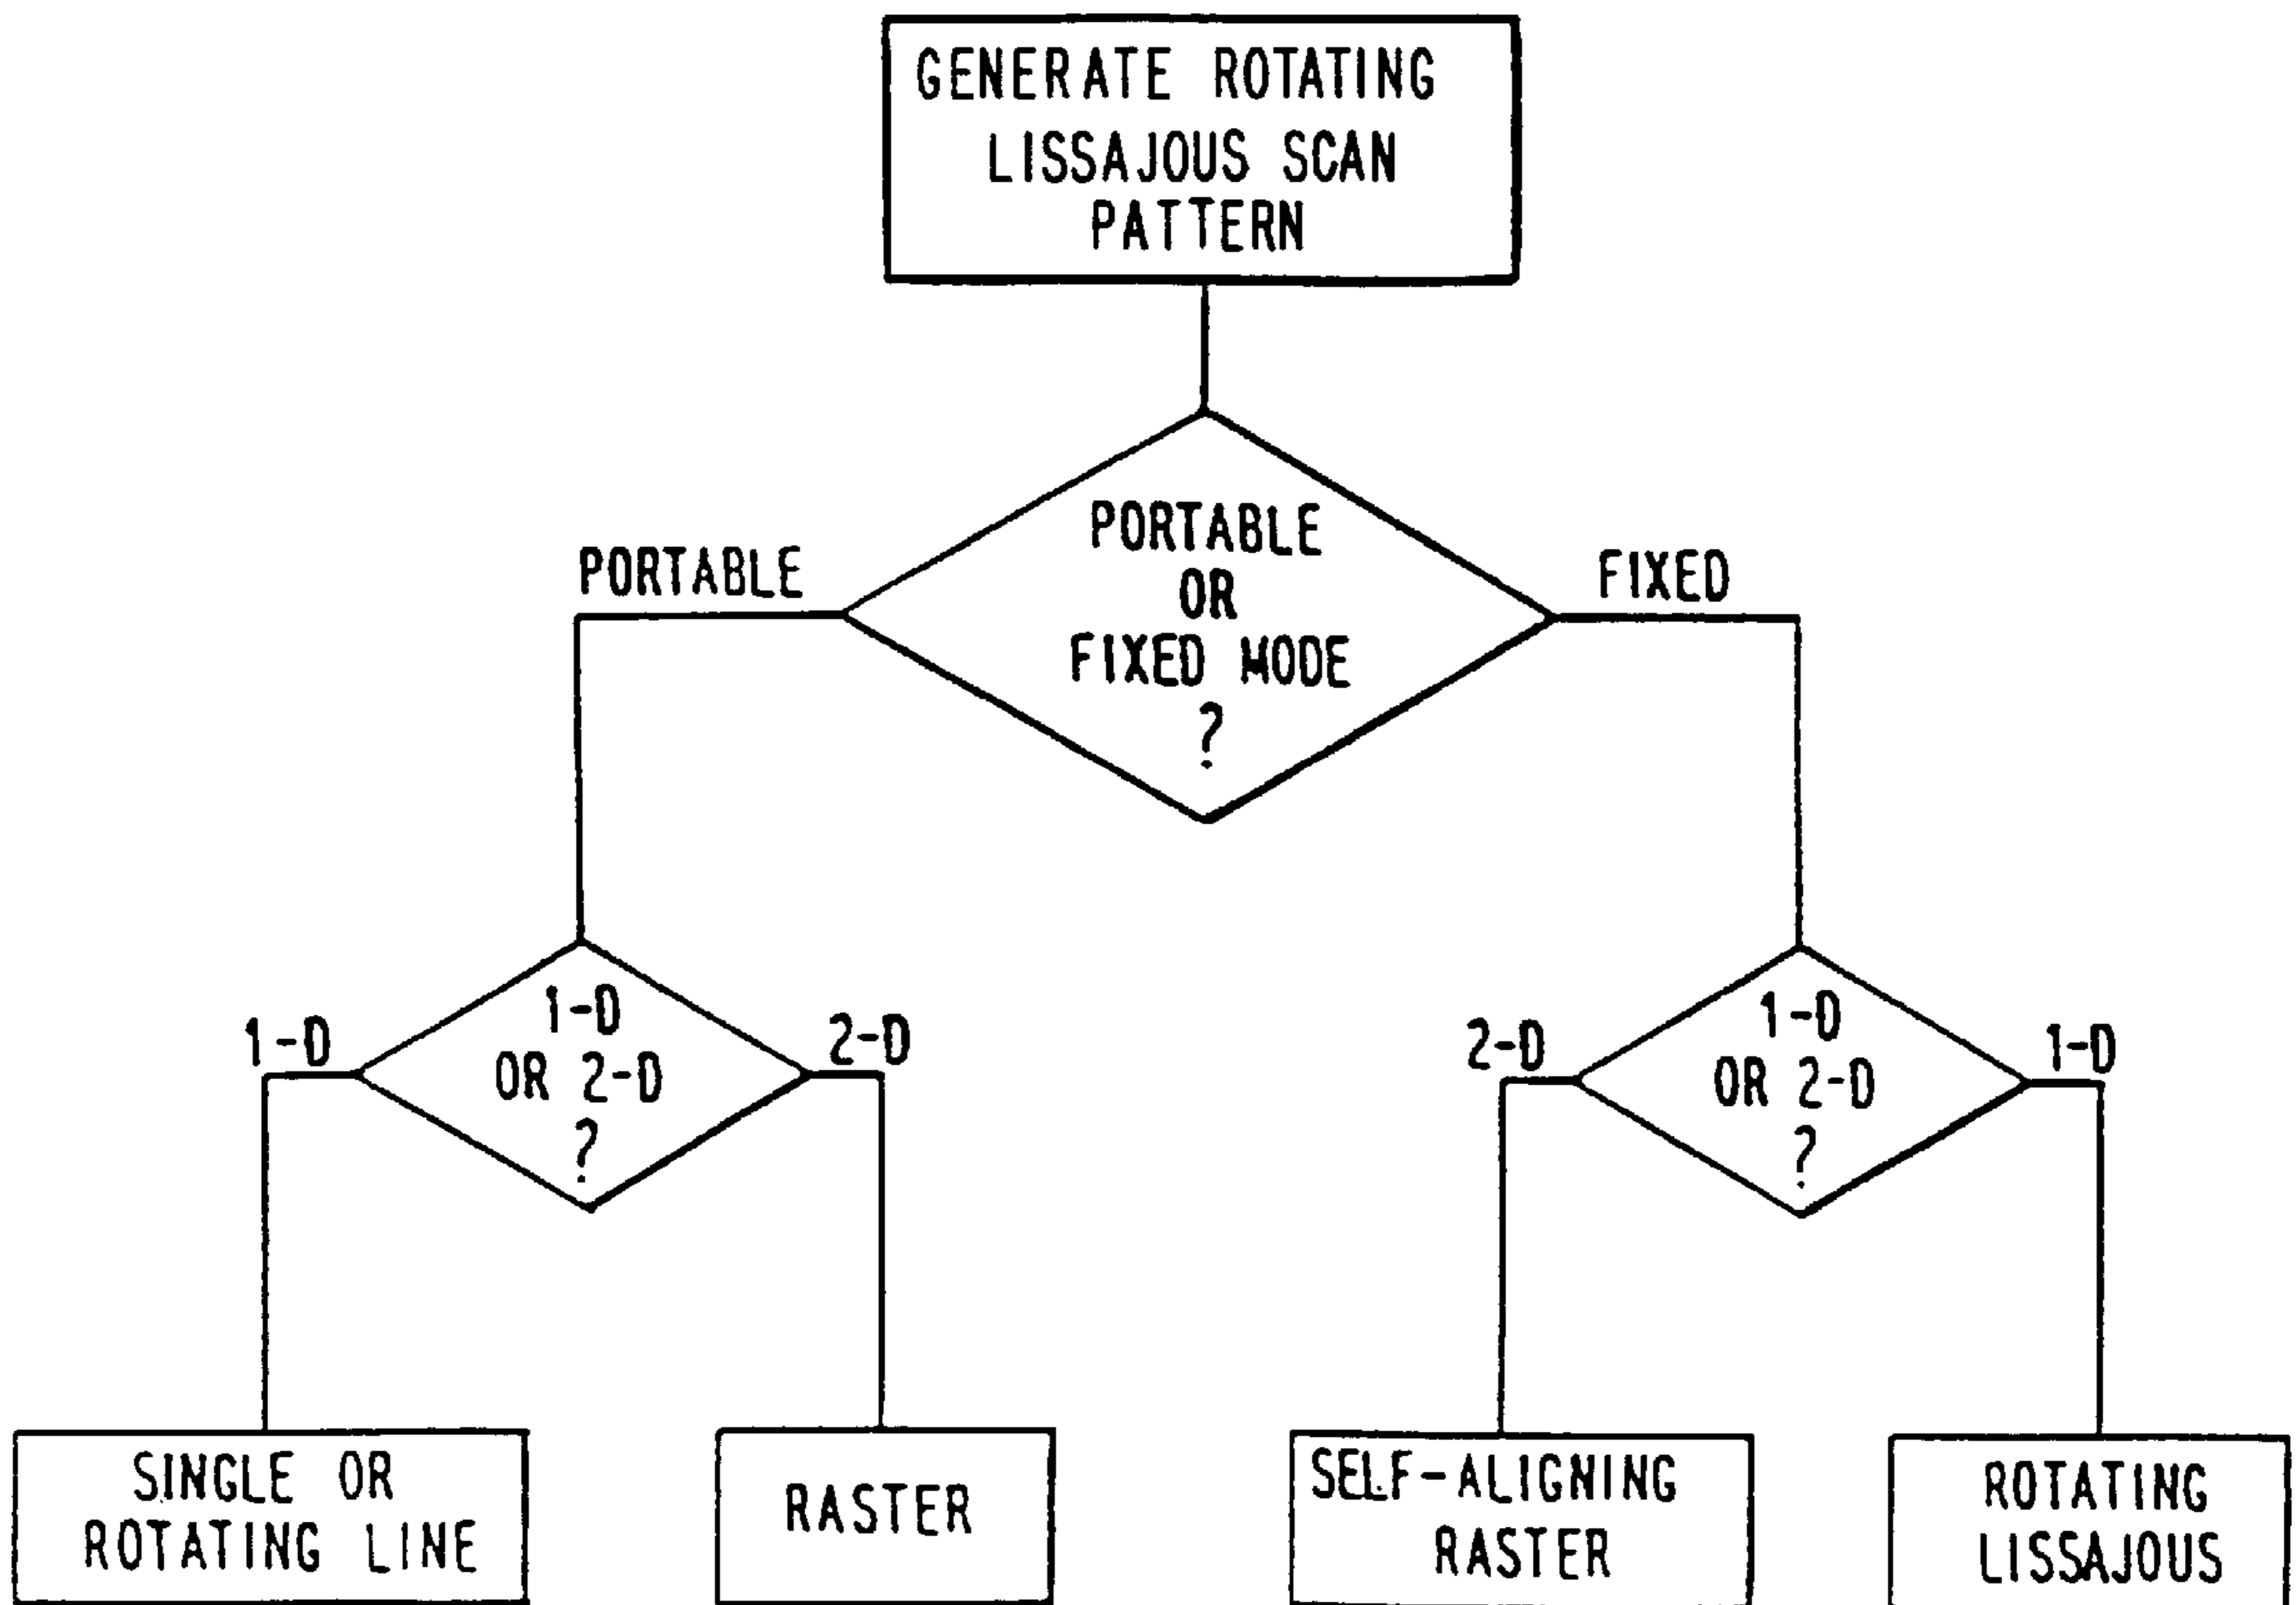 GENERATE ROTATING
LISSAJOUS SCAN
PATTERN
PORTABLE
OR
FIXED MODE
?
PORTABLE
FIXED
1-D
OR 2-D
?
1-D
2-D
1-D
OR 2-D
?
2-D
1-D
SINGLE OR
ROTATING LINE
RASTER
SELF-ALIGNING
RASTER
ROTATING
LISSAJOUS